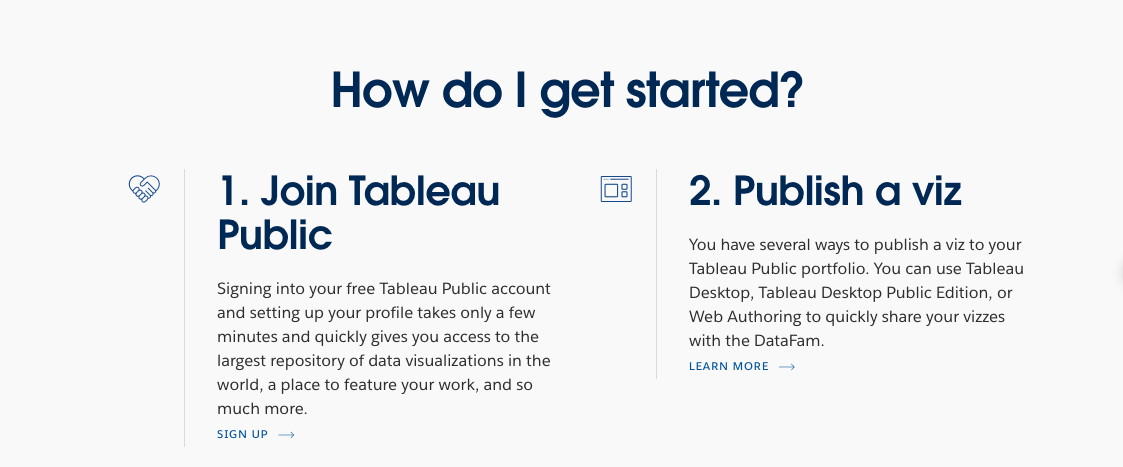 How do I get started?
1. Join Tableau
Public
Signing into your free Tableau Public account
and setting up your profile takes only a few
minutes and quickly gives you access to the
largest repository of data visualizations in the
world, a place to feature your work, and so
much more.
SIGN UP
2. Publish a viz
You have several ways to publish a viz to your
Tableau Public portfolio. You can use Tableau
Desktop, Tableau Desktop Public Edition, or
Web Authoring to quickly share your vizzes
with the DataFam.
LEARN MORE